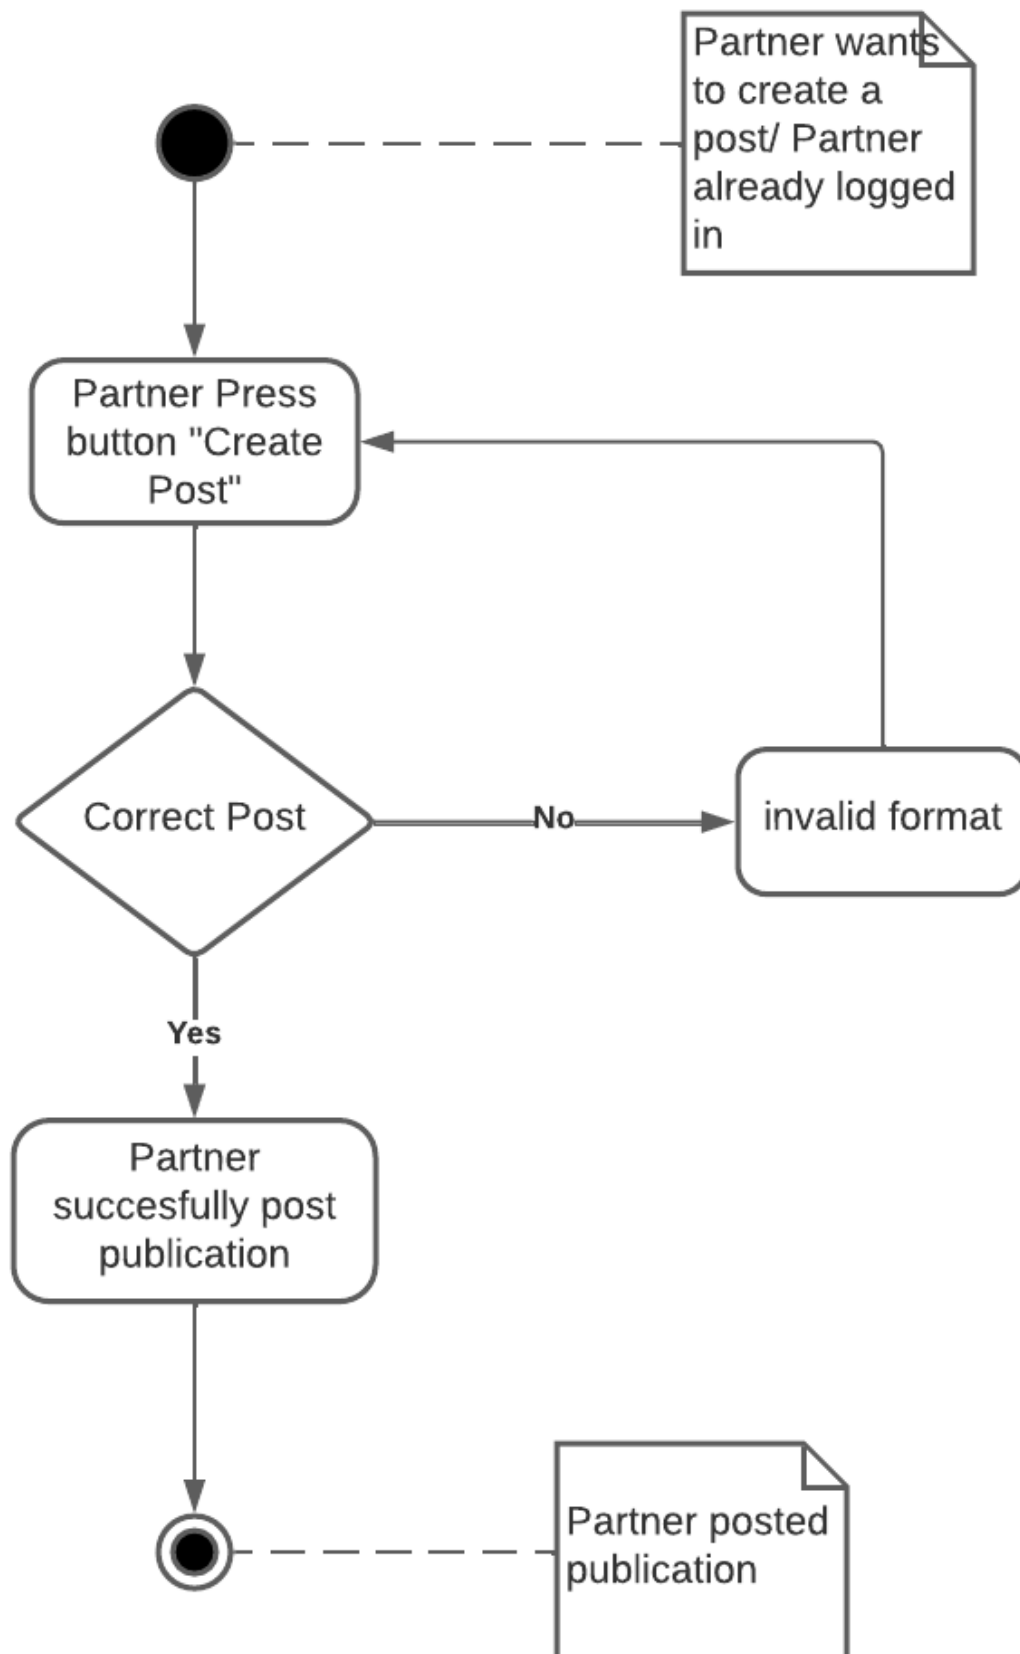 Partner wants
to create a
post/ Partner
already logged
in
Partner Press
button "Create
Post"
Correct Post
No
invalid format
Yes
Partner
succesfully post
publication
Partner posted
publication